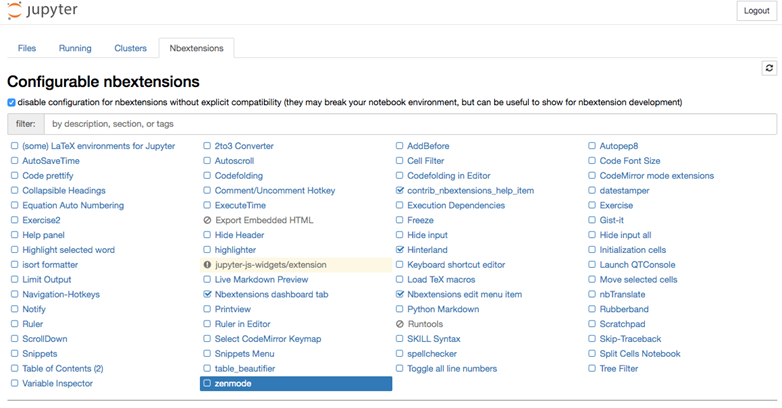 jupyter
Logout
Files Running Clusters Nbextensions
Configurable nbextensions
disable configuration for nbextensions without explicit compatibility (they may break your notebook environment, but can be useful to show for nbextension development)
filter: by description, section, or tags
(some) LaTeX environments for Jupyter 2to3 Converter AddBefore Autopep8
AutoSaveTime Autoscroll Cell Filter Code Font Size
Code prettify Codefolding Codefolding in Editor CodeMirror mode extensions
Collapsible Headings Comment/Uncomment Hotkey contrib_nbextensions_help_item datestamper
Equation Auto Numbering ExecuteTime Execution Dependencies Exercise
Exercise2 Export Embedded HTML Freeze Gist-it
Help panel Hide Header Hide input Hide input all
Highlight selected word highlighter Hinterland Initialization cells
isort formatter jupyter-js-widgets/extension Keyboard shortcut editor Launch QTConsole
Limit Output Live Markdown Preview Load TeX macros Move selected cells
Navigation-Hotkeys Nbextensions dashboard tab Nbextensions edit menu item nbTranslate
Notify Printview Python Markdown Rubberband
Ruler Ruler in Editor Runtools Scratchpad
ScrollDown Select CodeMirror Keymap SKILL Syntax Skip-Traceback
Snippets Snippets Menu spellchecker Split Cells Notebook
Table of Contents (2) table_beautifier Toggle all line numbers Tree Filter
Variable Inspector zenmode